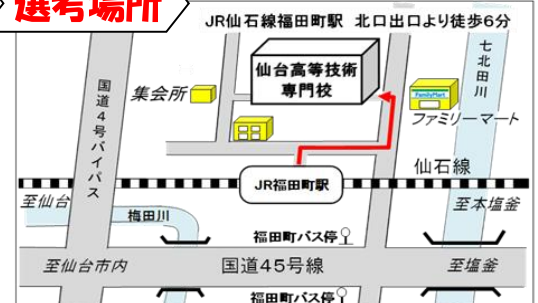 選考場所
JR仙石線福田町駅 北口出口より徒歩6分
仙台高等技術
専門校
七北田川
国道4号バイパス
集会所
FamilyMart
ファミリーマート
仙石線
JR福田町駅
至仙台
至本塩釜
梅田川
福田町バス停
至仙台市内
国道45号線
至塩釜
福田町バス停